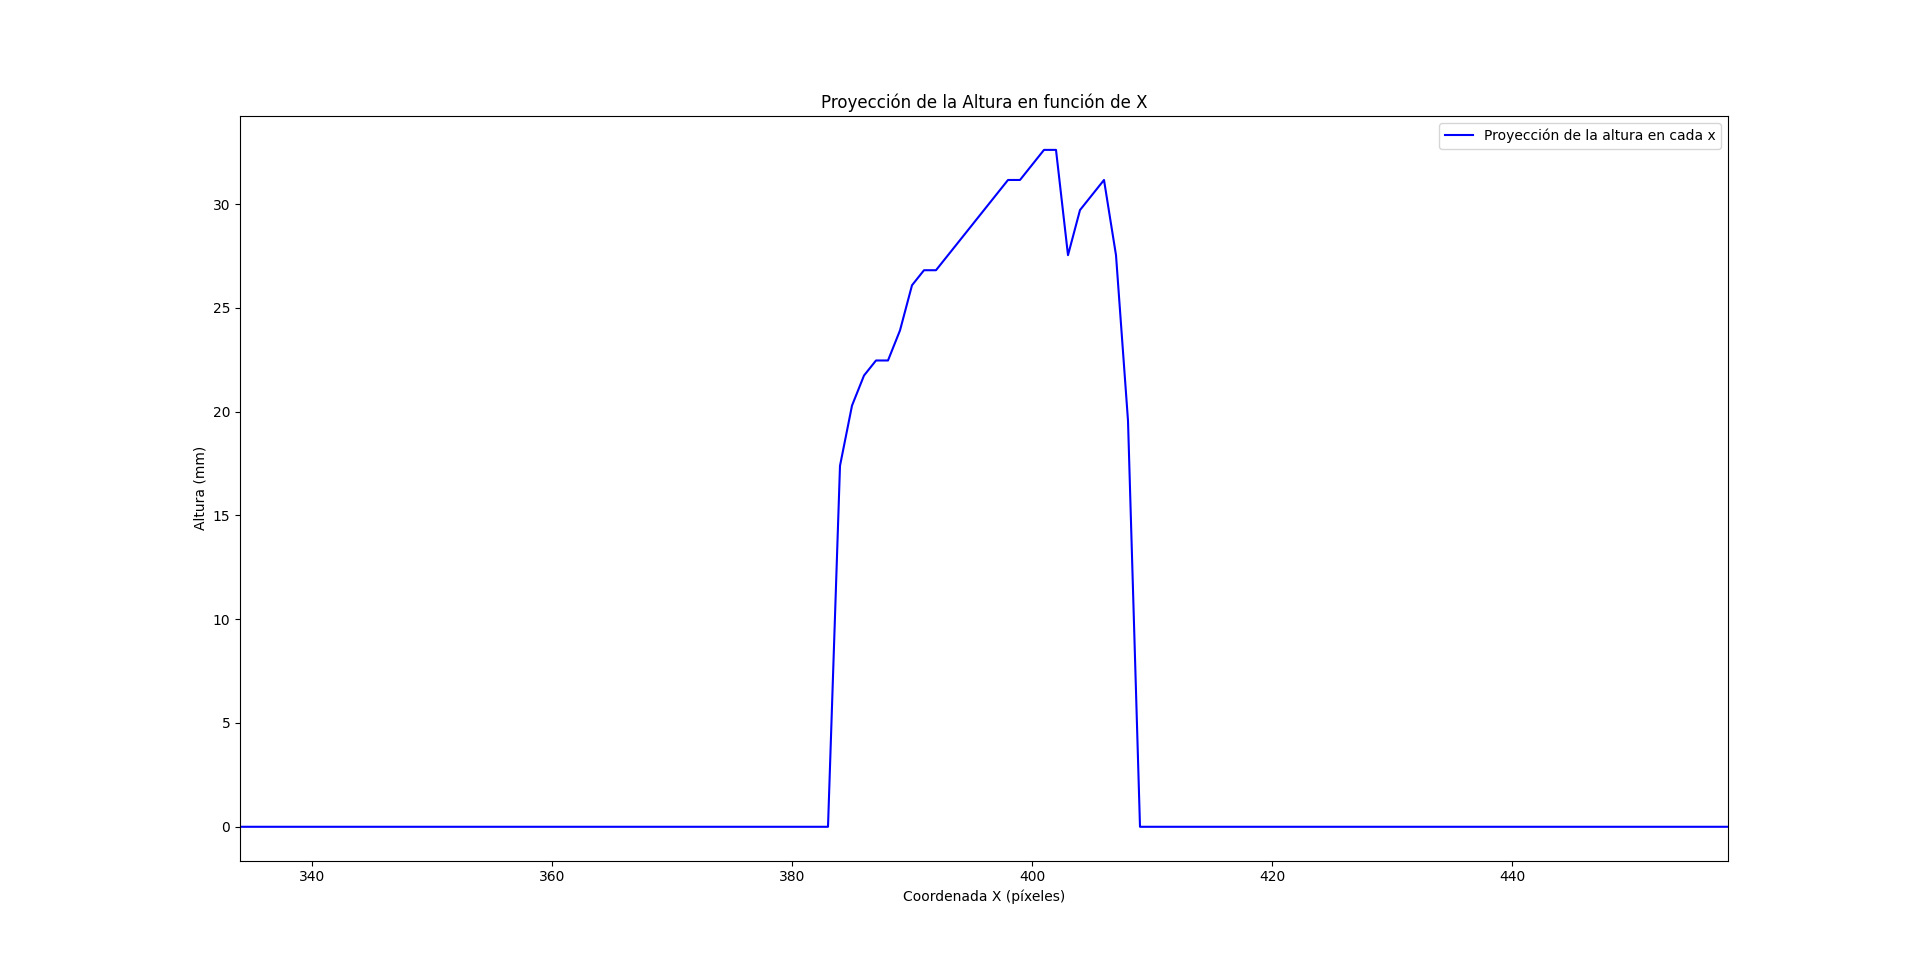 Proyección de la Altura en función de X
Proyección de la altura en cada x
30
25
20
15
10
5
0
Altura (mm)
340 360 380 400 420 440
Coordenada X (píxeles)